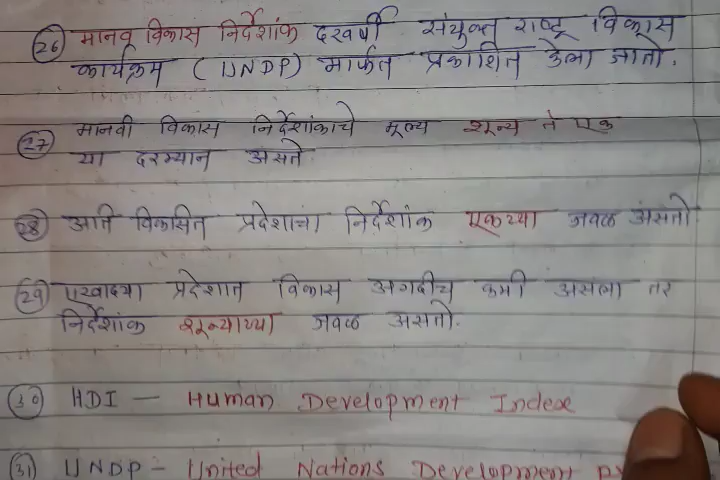 26 मानव विकास निर्देशांक दरवर्षी संयुक्त राष्ट्र विकास
कार्यक्रम (UNDP) मार्फत प्रकाशित केला जातो.
27 मानवी विकास निर्देशांकाचे मूल्य शून्य ते एक
या दरम्यान असते.
28 अति विकसित प्रदेशाचा निर्देशांक एकच्या जवळ असतो
29 एखाद्या प्रदेशात विकास अगदीच कमी असला तर
निर्देशांक शून्याच्या जवळ असतो.
30 HDI — Human Development Index
31 UNDP - United Nations Development